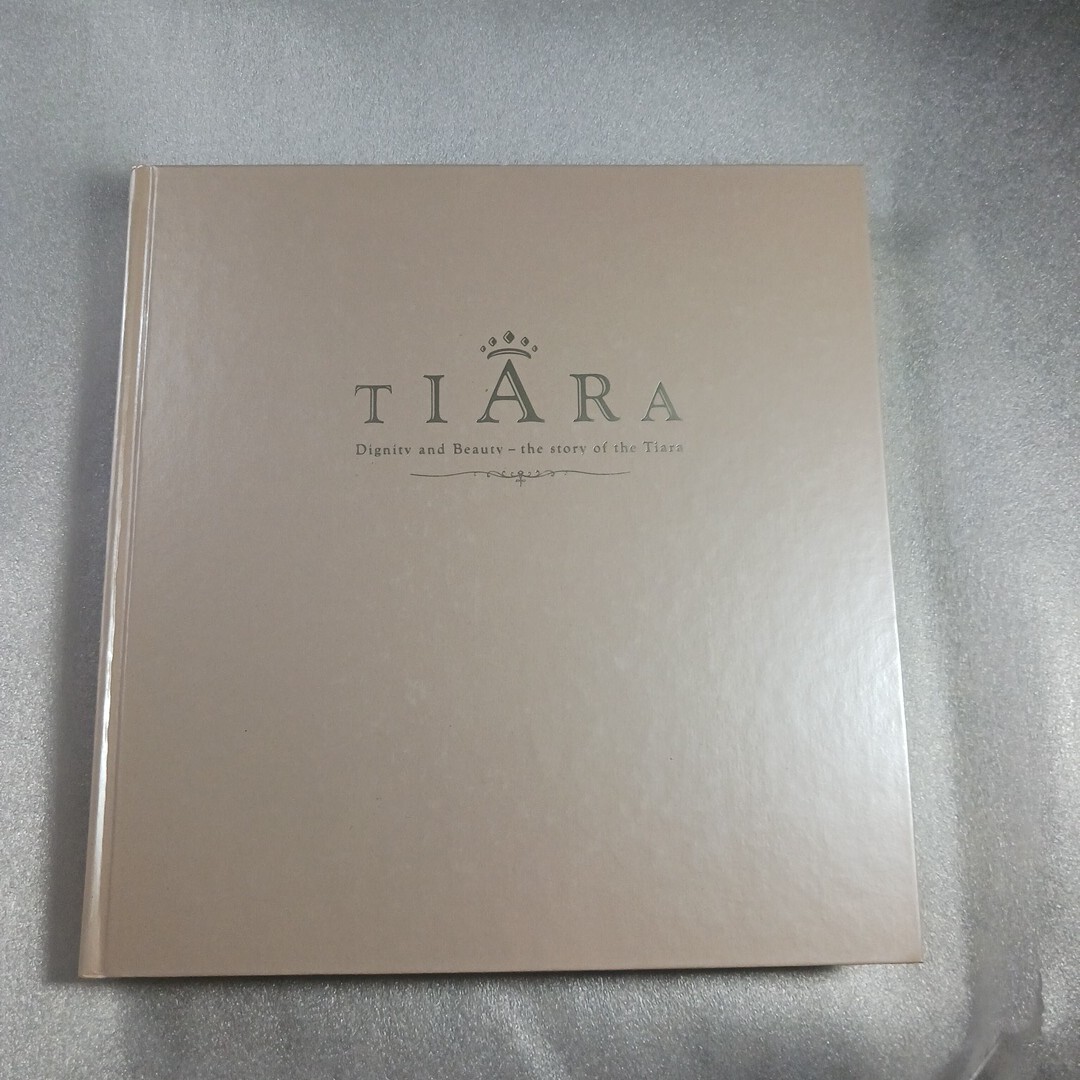 TIARA
Dignity and Beauty – the story of the Tiara